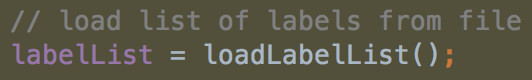 // load list of labels from file
labelList = loadLabelList();